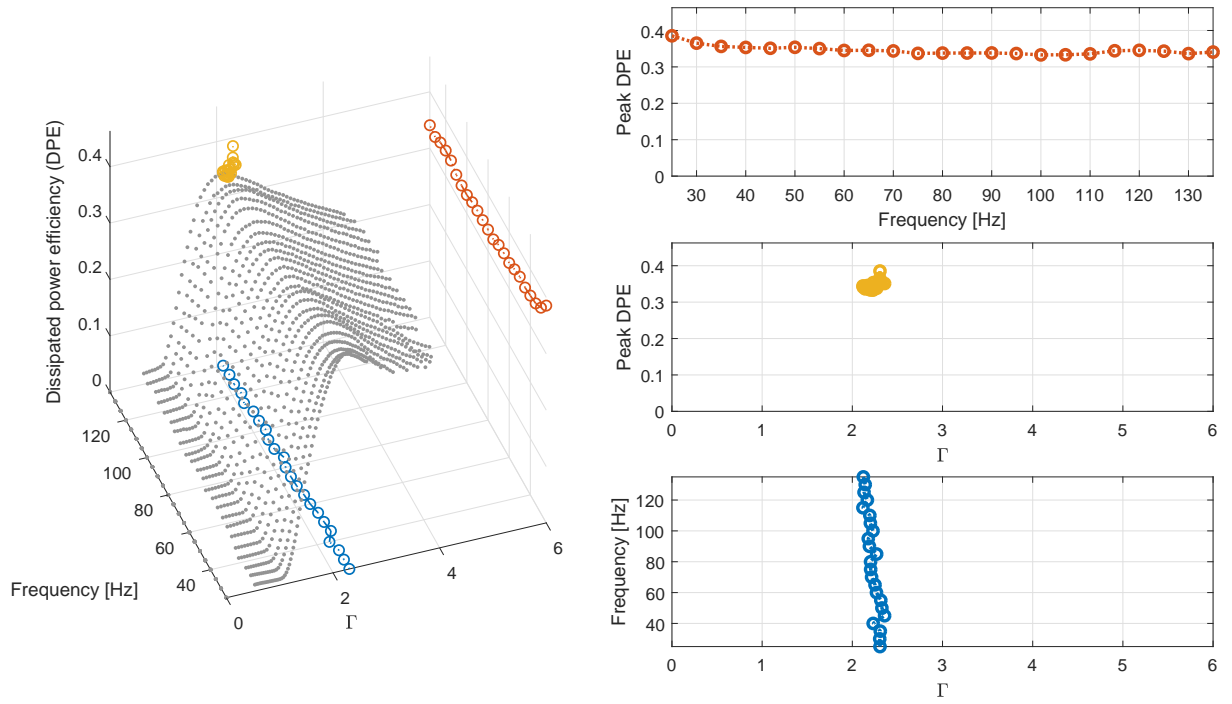 Dissipated power efficiency (DPE)
0.4
0.3
0.2
0.1
0
120
100
80
60
40
Frequency [Hz]
0
2
4
6
Γ
Peak DPE
0.4
0.3
0.2
0.1
0
30 40 50 60 70 80 90 100 110 120 130
Frequency [Hz]
Peak DPE
0.4
0.3
0.2
0.1
0
0 1 2 3 4 5 6
Γ
Frequency [Hz]
120
100
80
60
40
0 1 2 3 4 5 6
Γ